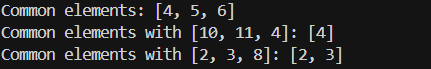 Common elements: [4, 5, 6]
Common elements with [10, 11, 4]: [4]
Common elements with [2, 3, 8]: [2, 3]